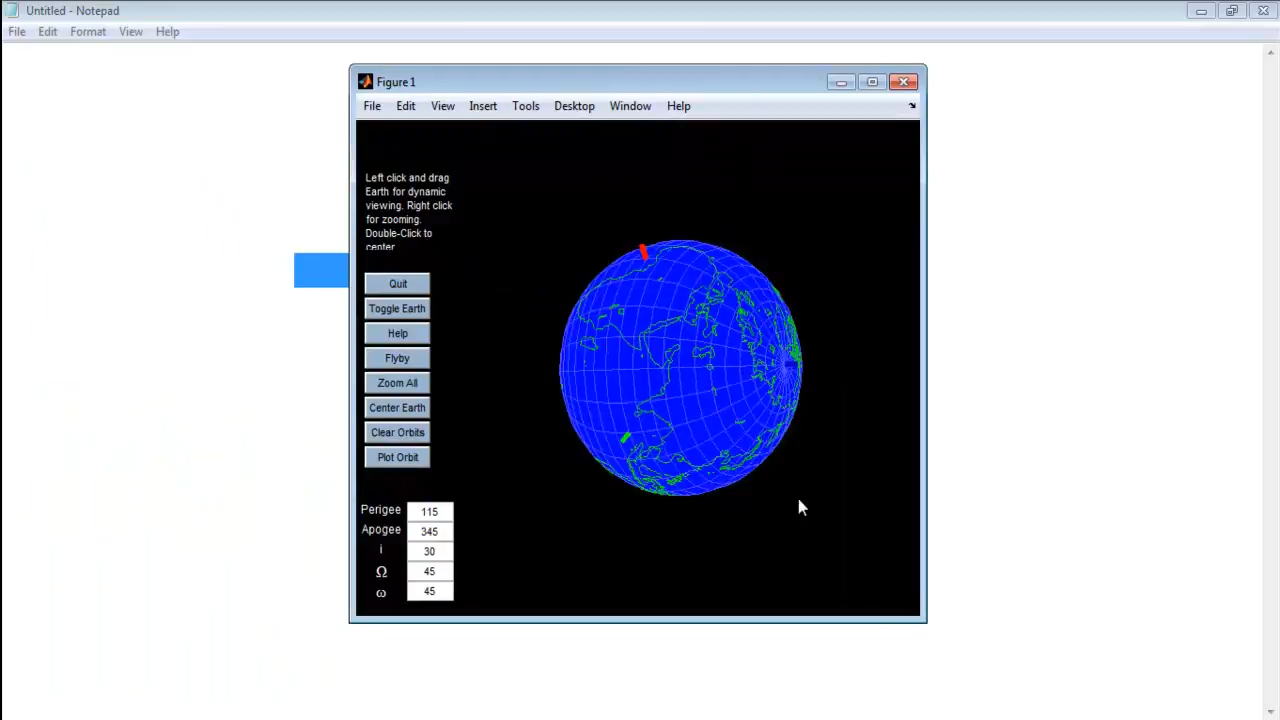 Untitled - Notepad
File Edit Format View Help
Figure 1
File Edit View Insert Tools Desktop Window Help
Left click and drag
Earth for dynamic
viewing. Right click
for zooming.
Double-Click to
center
Quit
Toggle Earth
Help
Flyby
Zoom All
Center Earth
Clear Orbits
Plot Orbit
Perigee 115
Apogee 345
i 30
Ω 45
ω 45